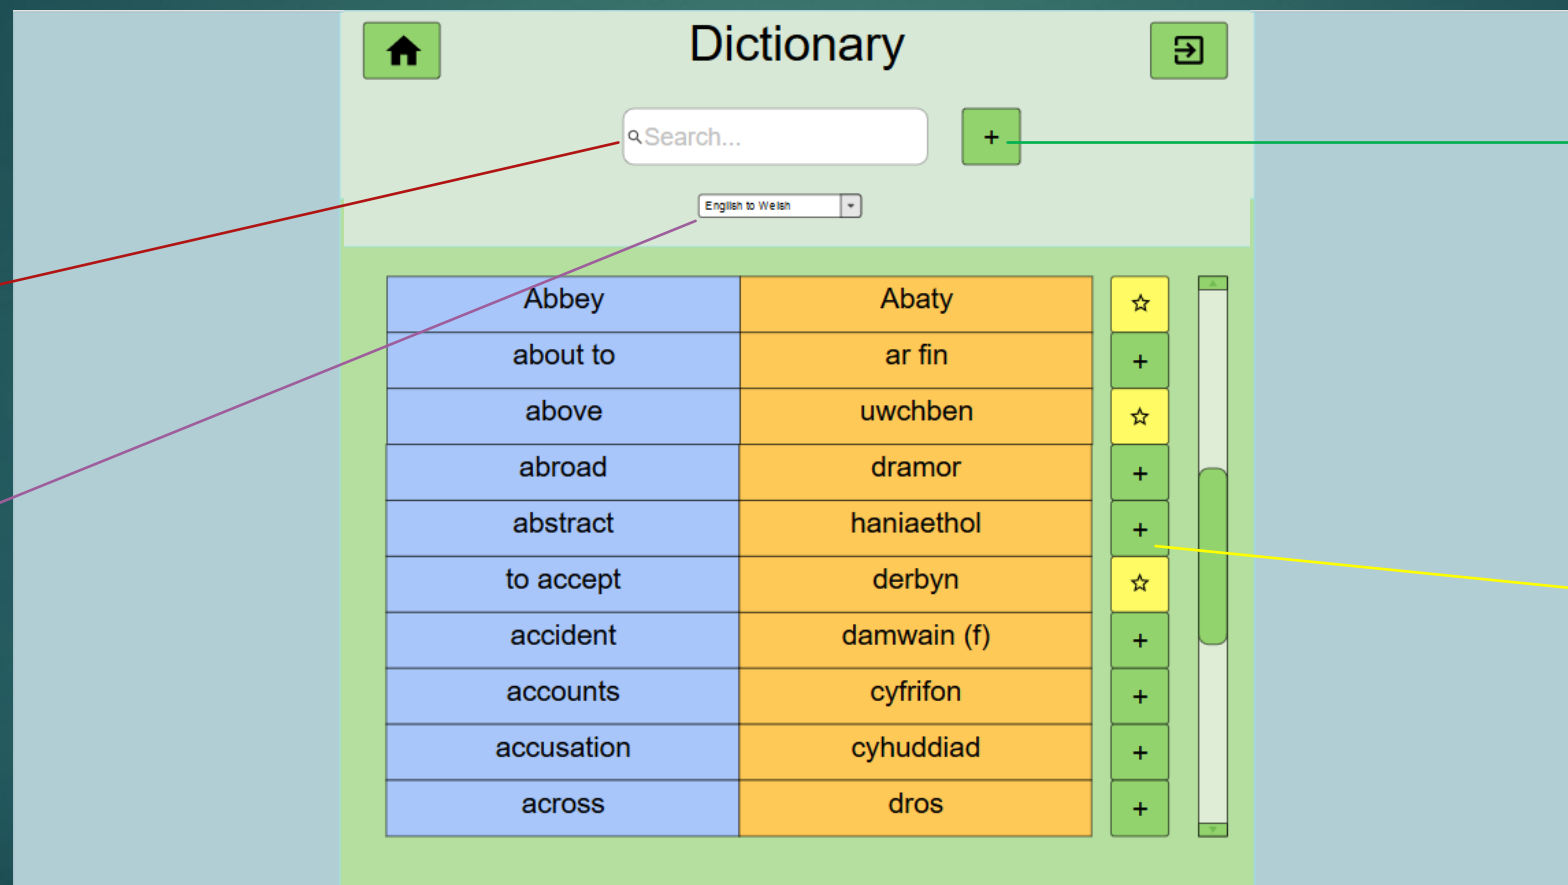 Dictionary
Search...
+
English to Welsh
Abbey Abaty
about to ar fin +
above uwchben
abroad dramor +
abstract haniaethol +
to accept derbyn
accident damwain (f) +
accounts cyfrifon +
accusation cyhuddiad +
across dros +